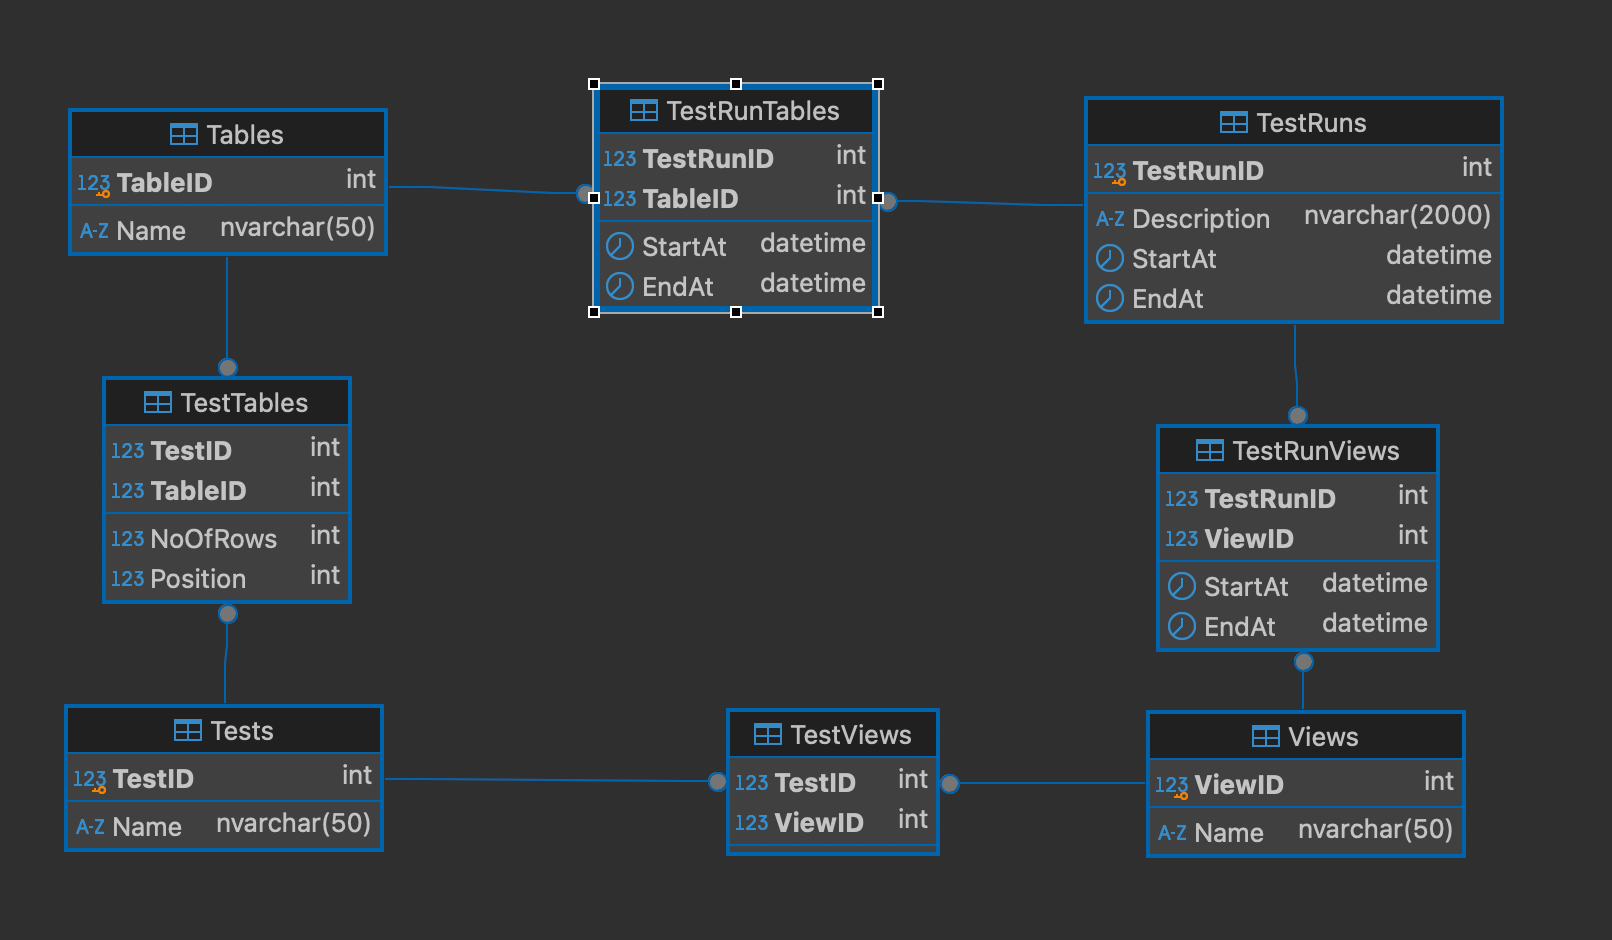 Tables
123 TableID int
A-Z Name nvarchar(50)
TestRunTables
123 TestRunID int
123 TableID int
StartAt datetime
EndAt datetime
TestRuns
123 TestRunID int
A-Z Description nvarchar(2000)
StartAt datetime
EndAt datetime
TestTables
123 TestID int
123 TableID int
123 NoOfRows int
123 Position int
TestRunViews
123 TestRunID int
123 ViewID int
StartAt datetime
EndAt datetime
Tests
123 TestID int
A-Z Name nvarchar(50)
TestViews
123 TestID int
123 ViewID int
Views
123 ViewID int
A-Z Name nvarchar(50)